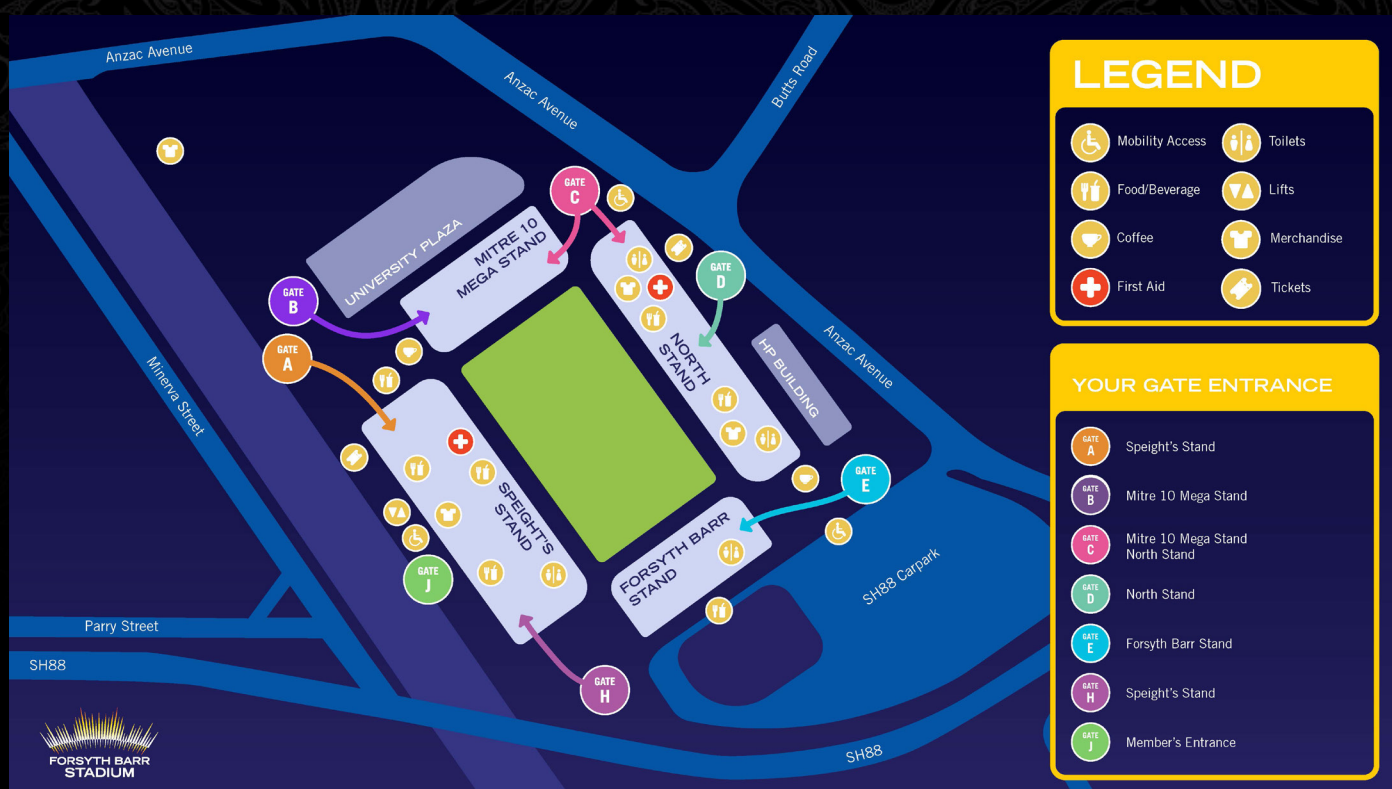 Anzac Avenue
Anzac Avenue
Butts Road
GATE
C
UNIVERSITY PLAZA
MITRE 10
MEGA STAND
GATE
D
GATE
B
GATE
A
NORTH
STAND
HP BUILDING
Anzac Avenue
Minerva Street
GATE
E
SPEIGHT'S
STAND
FORSYTH BARR
STAND
GATE
J
SH88 Carpark
Parry Street
SH88
GATE
H
SH88
FORSYTH BARR
STADIUM
LEGEND
Mobility Access
Toilets
Food/Beverage
Lifts
Coffee
Merchandise
First Aid
Tickets
YOUR GATE ENTRANCE
GATE
A
Speight's Stand
GATE
B
Mitre 10 Mega Stand
GATE
C
Mitre 10 Mega Stand
North Stand
GATE
D
North Stand
GATE
E
Forsyth Barr Stand
GATE
H
Speight's Stand
GATE
J
Member's Entrance